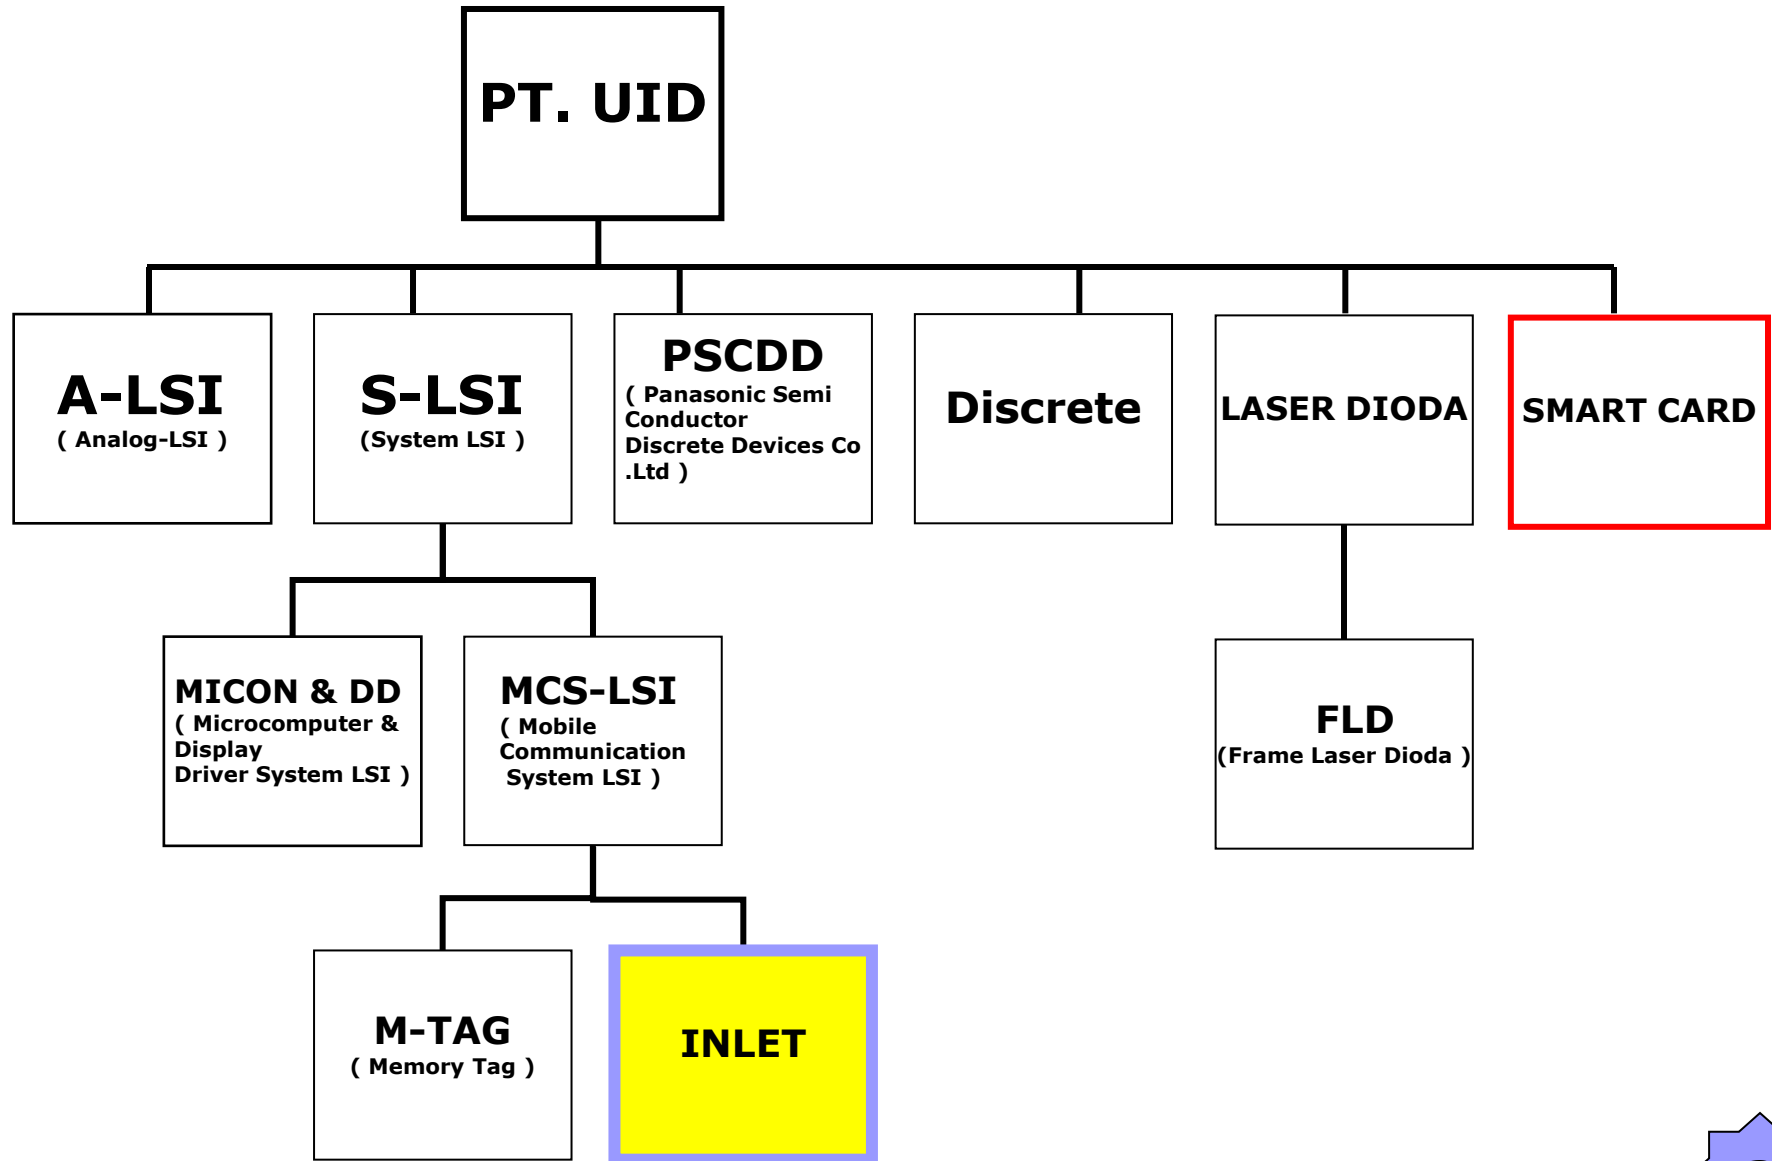 PT. UID
A-LSI
( Analog-LSI )
S-LSI
(System LSI )
PSCDD
( Panasonic Semi
Conductor
Discrete Devices Co
.Ltd )
Discrete
LASER DIODA
SMART CARD
MICON & DD
( Microcomputer &
Display
Driver System LSI )
MCS-LSI
( Mobile
Communication
System LSI )
FLD
(Frame Laser Dioda )
M-TAG
( Memory Tag )
INLET